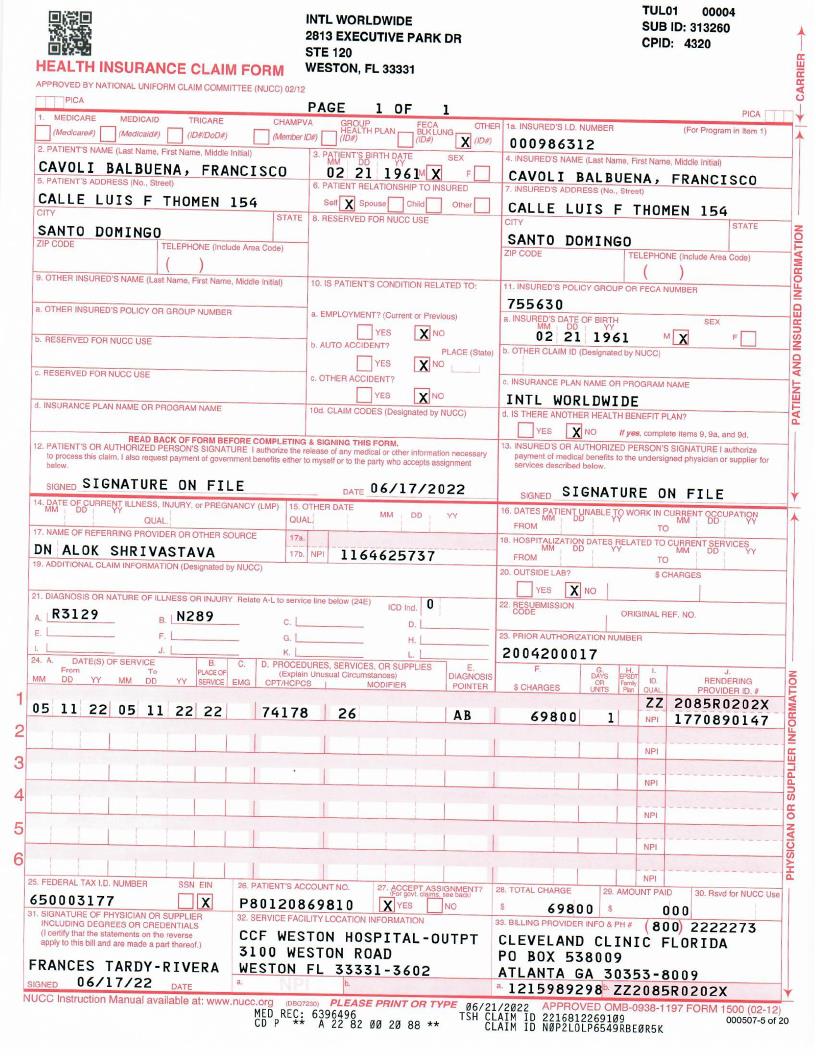 INTL WORLDWIDE
2813 EXECUTIVE PARK DR
STE 120
WESTON, FL 33331
TUL01 00004
SUB ID: 313260
CPID: 4320
HEALTH INSURANCE CLAIM FORM
APPROVED BY NATIONAL UNIFORM CLAIM COMMITTEE (NUCC) 02/12
PICA
PAGE 1 OF 1
PICA
CARRIER
1. MEDICARE MEDICAID TRICARE CHAMPVA GROUP HEALTH PLAN FECA BLK LUNG OTHER
(Medicare#) (Medicaid#) (ID#/DoD#) (Member ID#) (ID#) (ID#) X (ID#)
1a. INSURED'S I.D. NUMBER (For Program in Item 1)
000986312
2. PATIENT'S NAME (Last Name, First Name, Middle Initial)
CAVOLI BALBUENA, FRANCISCO
3. PATIENT'S BIRTH DATE SEX
MM DD YY
02 21 1961 M X F
4. INSURED'S NAME (Last Name, First Name, Middle Initial)
CAVOLI BALBUENA, FRANCISCO
5. PATIENT'S ADDRESS (No., Street)
CALLE LUIS F THOMEN 154
6. PATIENT RELATIONSHIP TO INSURED
Self X Spouse Child Other
7. INSURED'S ADDRESS (No., Street)
CALLE LUIS F THOMEN 154
CITY STATE
SANTO DOMINGO
8. RESERVED FOR NUCC USE
CITY STATE
SANTO DOMINGO
ZIP CODE TELEPHONE (Include Area Code)
( )
ZIP CODE TELEPHONE (Include Area Code)
( )
9. OTHER INSURED'S NAME (Last Name, First Name, Middle Initial)
10. IS PATIENT'S CONDITION RELATED TO:
11. INSURED'S POLICY GROUP OR FECA NUMBER
755630
a. OTHER INSURED'S POLICY OR GROUP NUMBER
a. EMPLOYMENT? (Current or Previous)
YES X NO
a. INSURED'S DATE OF BIRTH SEX
MM DD YY
02 21 1961 M X F
b. RESERVED FOR NUCC USE
b. AUTO ACCIDENT? PLACE (State)
YES X NO
b. OTHER CLAIM ID (Designated by NUCC)
c. RESERVED FOR NUCC USE
c. OTHER ACCIDENT?
YES X NO
c. INSURANCE PLAN NAME OR PROGRAM NAME
INTL WORLDWIDE
d. INSURANCE PLAN NAME OR PROGRAM NAME
10d. CLAIM CODES (Designated by NUCC)
d. IS THERE ANOTHER HEALTH BENEFIT PLAN?
YES X NO If yes, complete items 9, 9a, and 9d.
READ BACK OF FORM BEFORE COMPLETING & SIGNING THIS FORM.
12. PATIENT'S OR AUTHORIZED PERSON'S SIGNATURE I authorize the release of any medical or other information necessary
to process this claim. I also request payment of government benefits either to myself or to the party who accepts assignment
below.
SIGNED SIGNATURE ON FILE DATE 06/17/2022
13. INSURED'S OR AUTHORIZED PERSON'S SIGNATURE I authorize
payment of medical benefits to the undersigned physician or supplier for
services described below.
SIGNED SIGNATURE ON FILE
PATIENT AND INSURED INFORMATION
14. DATE OF CURRENT ILLNESS, INJURY, or PREGNANCY (LMP)
MM DD YY
QUAL.
15. OTHER DATE
QUAL. MM DD YY
16. DATES PATIENT UNABLE TO WORK IN CURRENT OCCUPATION
MM DD YY MM DD YY
FROM TO
17. NAME OF REFERRING PROVIDER OR OTHER SOURCE
DN ALOK SHRIVASTAVA
17a.
17b. NPI 1164625737
18. HOSPITALIZATION DATES RELATED TO CURRENT SERVICES
MM DD YY MM DD YY
FROM TO
19. ADDITIONAL CLAIM INFORMATION (Designated by NUCC)
20. OUTSIDE LAB? $ CHARGES
YES X NO
21. DIAGNOSIS OR NATURE OF ILLNESS OR INJURY Relate A-L to service line below (24E) ICD Ind. 0
A. R3129 B. N289 C. D.
E. F. G. H.
I. J. K. L.
22. RESUBMISSION CODE ORIGINAL REF. NO.
23. PRIOR AUTHORIZATION NUMBER
2004200017
24. A. DATE(S) OF SERVICE B. PLACE OF SERVICE C. EMG D. PROCEDURES, SERVICES, OR SUPPLIES E. DIAGNOSIS POINTER F. $ CHARGES G. DAYS OR UNITS H. EPSDT Family Plan I. ID. QUAL. J. RENDERING PROVIDER ID. #
From To (Explain Unusual Circumstances)
MM DD YY MM DD YY CPT/HCPCS MODIFIER
1 ZZ 2085R0202X
05 11 22 05 11 22 22 74178 26 AB 69800 1 NPI 1770890147
2 NPI
3 NPI
4 NPI
5 NPI
6 NPI
PHYSICIAN OR SUPPLIER INFORMATION
25. FEDERAL TAX I.D. NUMBER SSN EIN
650003177 X
26. PATIENT'S ACCOUNT NO.
P80120869810
27. ACCEPT ASSIGNMENT?
(For govt. claims, see back)
X YES NO
28. TOTAL CHARGE
$ 69800
29. AMOUNT PAID
$ 000
30. Rsvd for NUCC Use
31. SIGNATURE OF PHYSICIAN OR SUPPLIER
INCLUDING DEGREES OR CREDENTIALS
(I certify that the statements on the reverse
apply to this bill and are made a part thereof.)
FRANCES TARDY-RIVERA
SIGNED 06/17/22 DATE
32. SERVICE FACILITY LOCATION INFORMATION
CCF WESTON HOSPITAL-OUTPT
3100 WESTON ROAD
WESTON FL 33331-3602
a. NPI b.
33. BILLING PROVIDER INFO & PH # (800) 2222273
CLEVELAND CLINIC FLORIDA
PO BOX 538009
ATLANTA GA 30353-8009
a. 1215989298 b. ZZ2085R0202X
NUCC Instruction Manual available at: www.nucc.org (DBO7230) PLEASE PRINT OR TYPE 06/21/2022 APPROVED OMB-0938-1197 FORM 1500 (02-12)
MED REC: 6396496 TSH CLAIM ID 2216812269109
CD P ** A 22 82 00 20 88 ** CLAIM ID N0P2L0LP6549RBE0R5K
000507-5 of 20